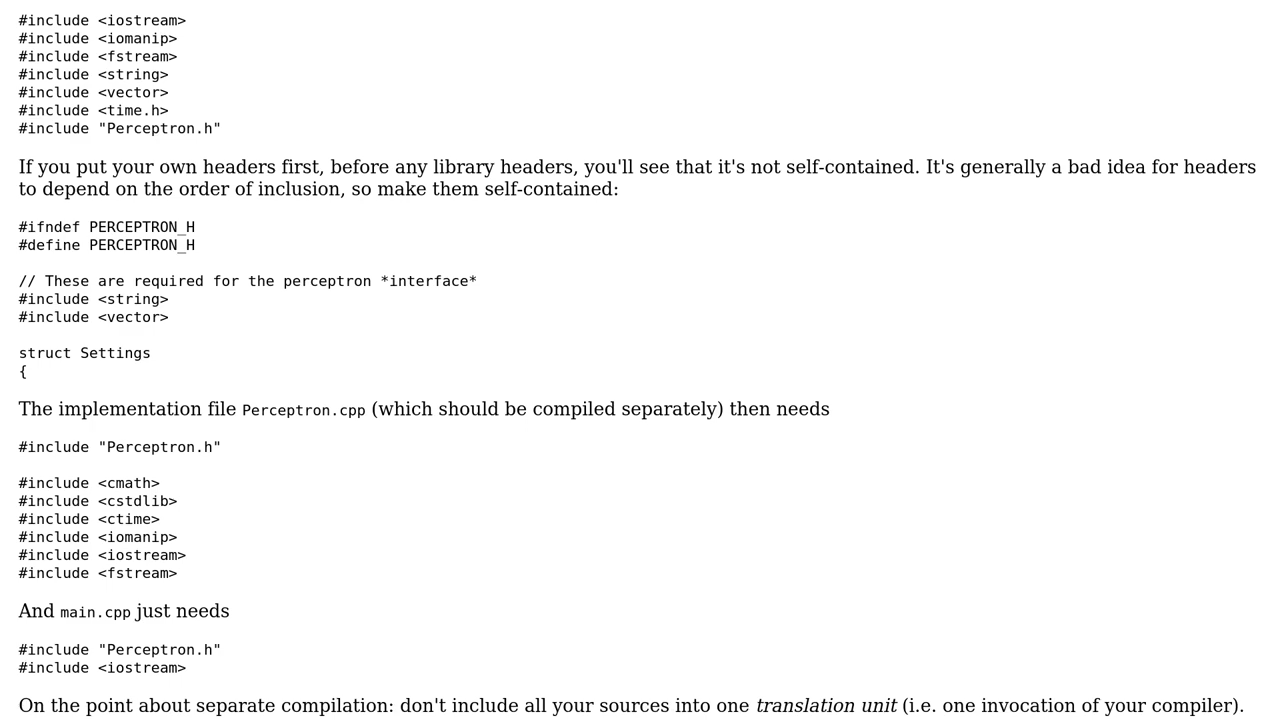 #include <iostream>
#include <iomanip>
#include <fstream>
#include <string>
#include <vector>
#include <time.h>
#include "Perceptron.h"
If you put your own headers first, before any library headers, you'll see that it's not self-contained. It's generally a bad idea for headers
to depend on the order of inclusion, so make them self-contained:
#ifndef PERCEPTRON_H
#define PERCEPTRON_H
// These are required for the perceptron *interface*
#include <string>
#include <vector>
struct Settings
{
The implementation file Perceptron.cpp (which should be compiled separately) then needs
#include "Perceptron.h"
#include <cmath>
#include <cstdlib>
#include <ctime>
#include <iomanip>
#include <iostream>
#include <fstream>
And main.cpp just needs
#include "Perceptron.h"
#include <iostream>
On the point about separate compilation: don't include all your sources into one translation unit (i.e. one invocation of your compiler).